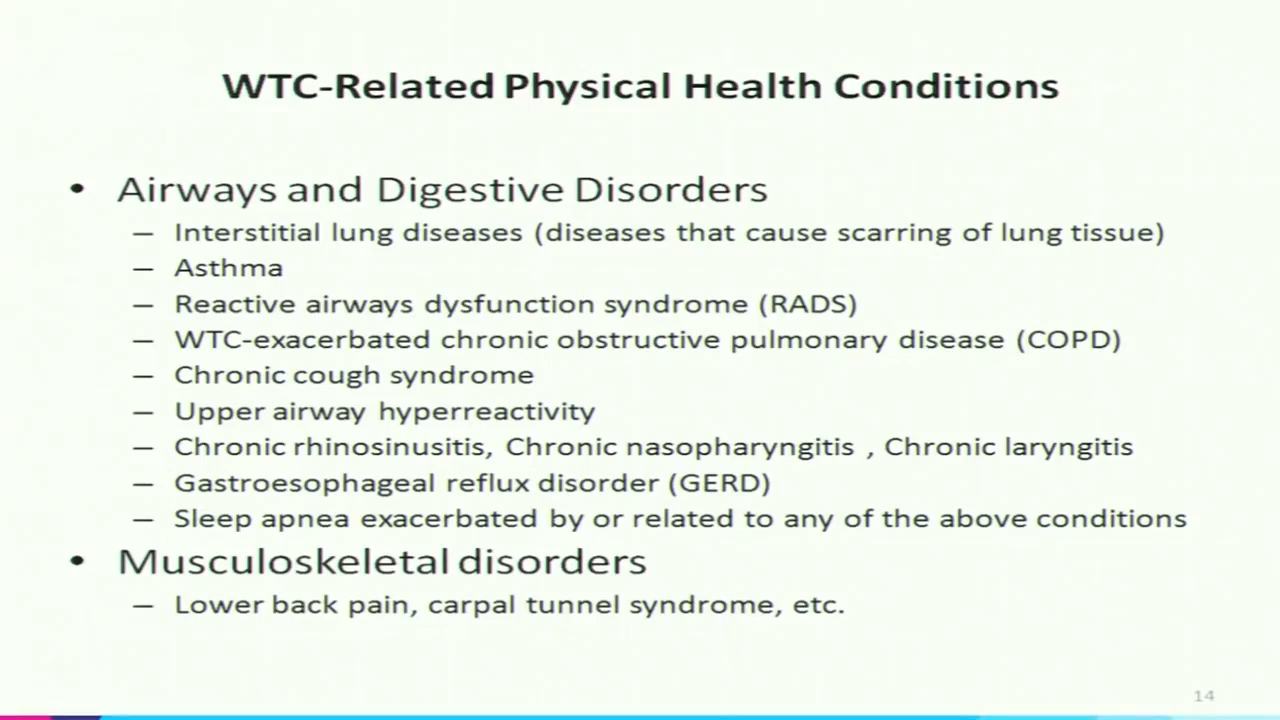 WTC-Related Physical Health Conditions
• Airways and Digestive Disorders
– Interstitial lung diseases (diseases that cause scarring of lung tissue)
– Asthma
– Reactive airways dysfunction syndrome (RADS)
– WTC-exacerbated chronic obstructive pulmonary disease (COPD)
– Chronic cough syndrome
– Upper airway hyperreactivity
– Chronic rhinosinusitis, Chronic nasopharyngitis , Chronic laryngitis
– Gastroesophageal reflux disorder (GERD)
– Sleep apnea exacerbated by or related to any of the above conditions
• Musculoskeletal disorders
– Lower back pain, carpal tunnel syndrome, etc.
14